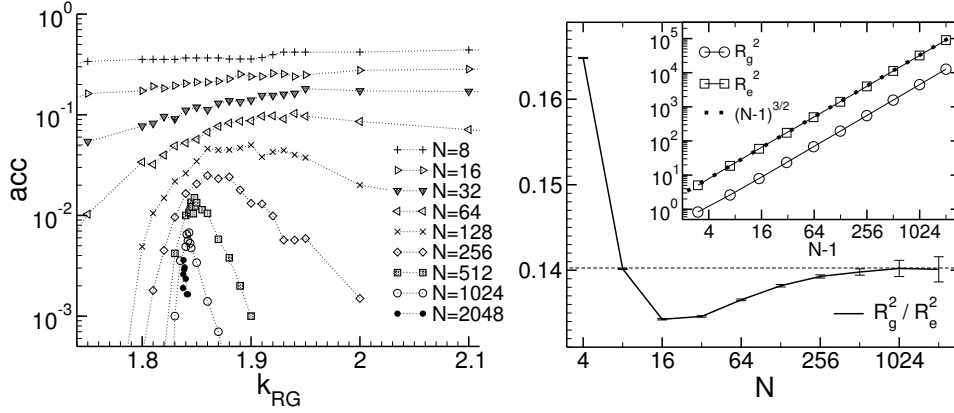 acc
10^0
10^-1
10^-2
10^-3
1.8
1.9
2
2.1
k_RG
N=8
N=16
N=32
N=64
N=128
N=256
N=512
N=1024
N=2048
0.16
0.15
0.14
4
16
64
256
1024
N
R_g^2 / R_e^2
R_g^2
R_e^2
(N-1)^3/2
10^5
10^4
10^3
10^2
10^1
10^0
4
16
64
256
1024
N-1